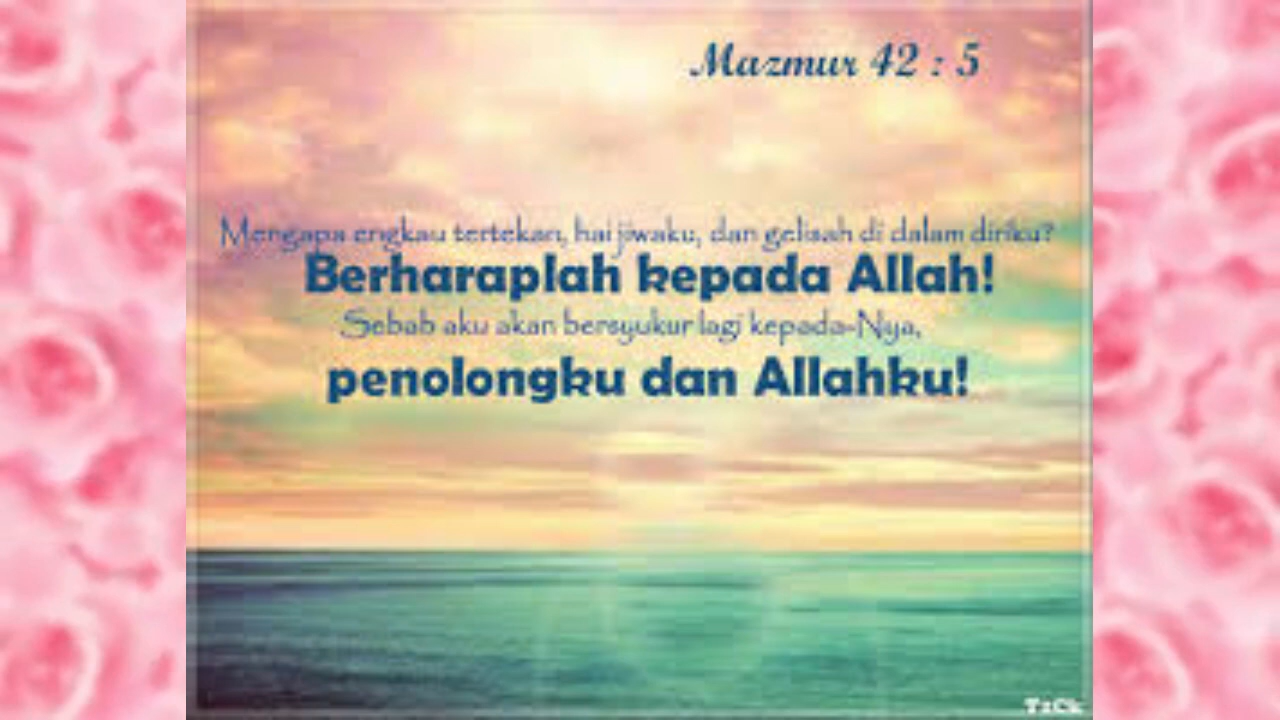 Mazmur 42 : 5
Mengapa engkau tertekan, hai jiwaku, dan gelisah di dalam diriku?
Berharaplah kepada Allah!
Sebab aku akan bersyukur lagi kepada-Nya,
penolongku dan Allahku!
TzCk